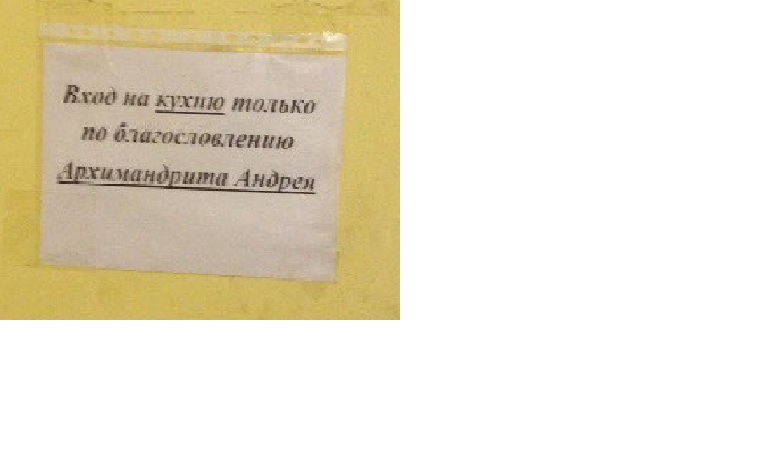 Вход на кухню только
по благословлению
Архимандрита Андрея